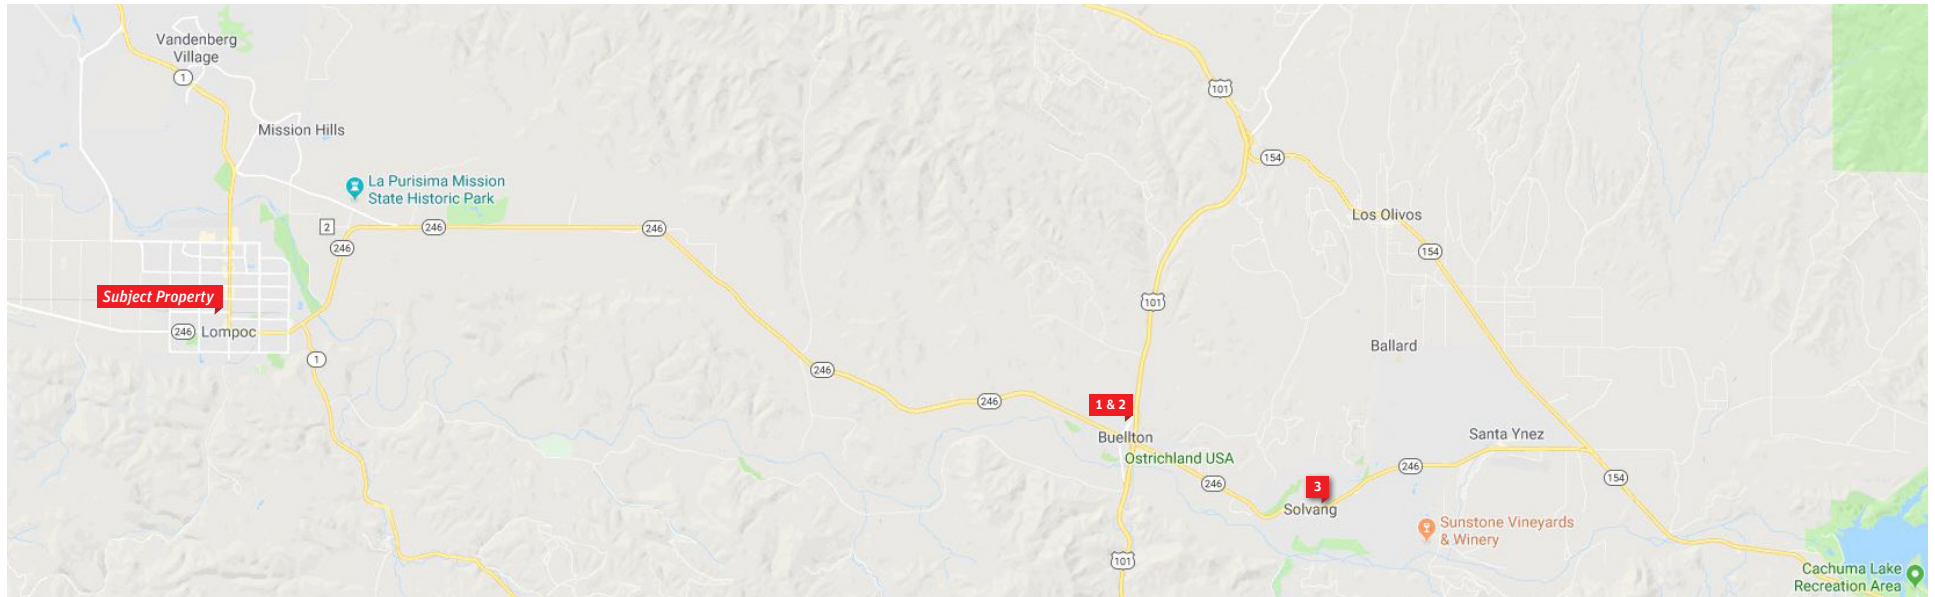 Vandenberg
Village
1
Mission Hills
La Purisima Mission
State Historic Park
2
246
246
246
Subject Property
246
Lompoc
1
246
246
101
154
Los Olivos
154
101
Ballard
1 & 2
Buellton
Ostrichland USA
246
Santa Ynez
246
3
Solvang
154
Sunstone Vineyards
& Winery
101
Cachuma Lake
Recreation Area